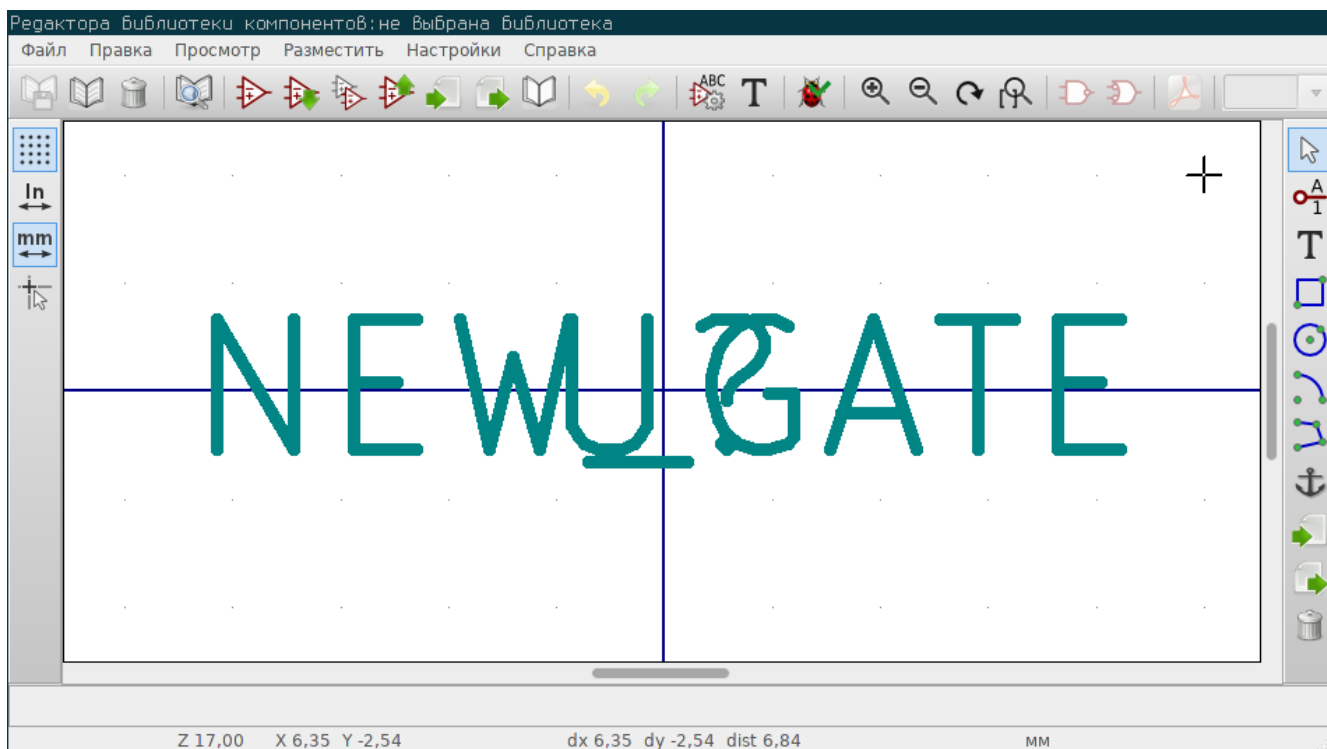 Редактора библиотеки компонентов:не выбрана библиотека
Файл Правка Просмотр Разместить Настройки Справка
ABC T
In
mm
A
1
T
NEW_GATE
U?
Z 17,00 X 6,35 Y -2,54 dx 6,35 dy -2,54 dist 6,84 мм